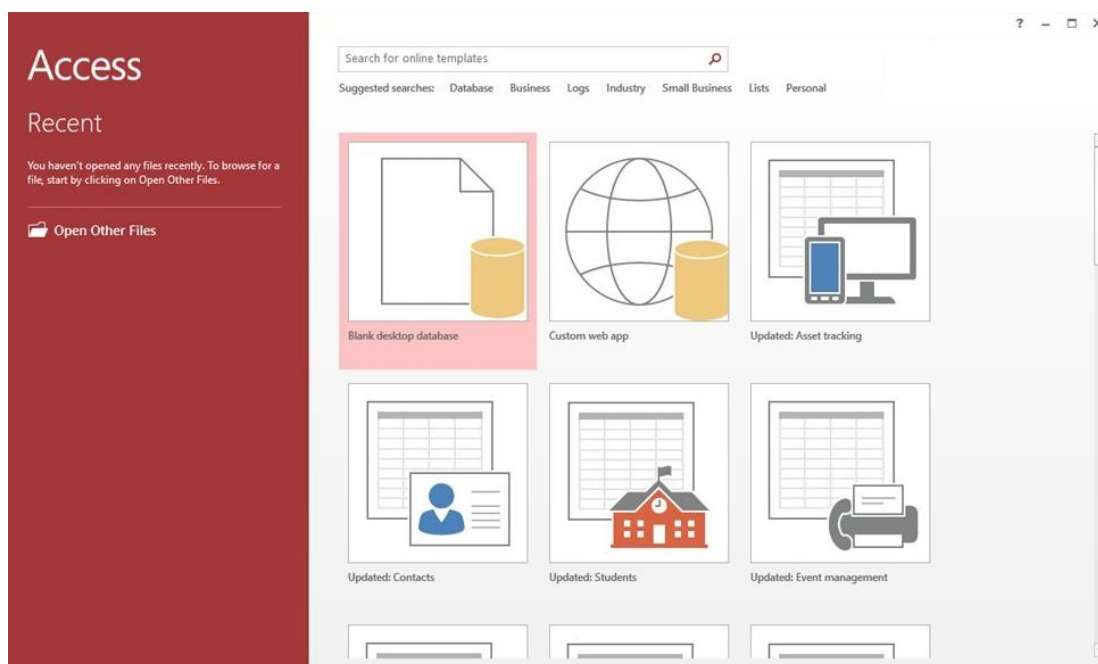 Access
Recent
You haven't opened any files recently. To browse for a
file, start by clicking on Open Other Files.
Open Other Files
?
Search for online templates
Suggested searches: Database Business Logs Industry Small Business Lists Personal
Blank desktop database
Custom web app
Updated: Asset tracking
Updated: Contacts
Updated: Students
Updated: Event management